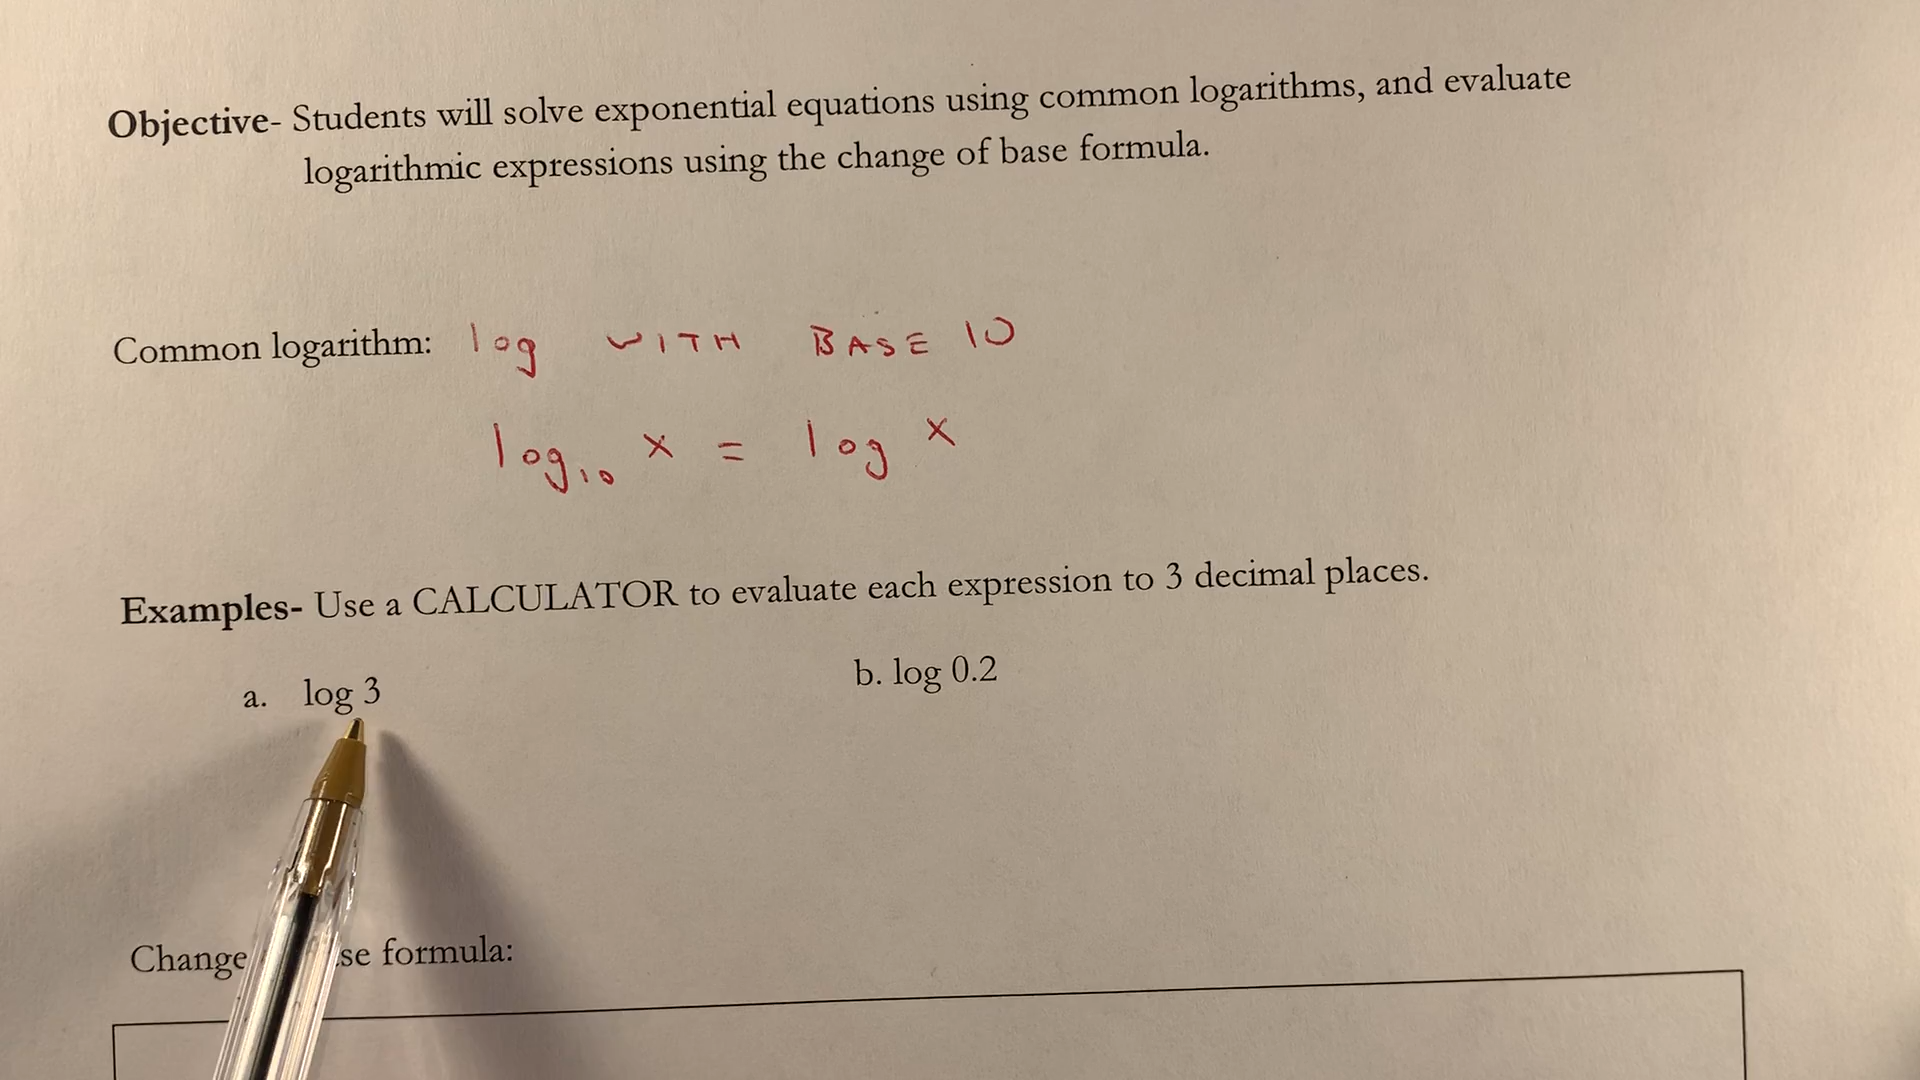 Objective- Students will solve exponential equations using common logarithms, and evaluate
logarithmic expressions using the change of base formula.
Common logarithm: log WITH BASE 10
log₁₀ x = log x
Examples- Use a CALCULATOR to evaluate each expression to 3 decimal places.
a. log 3 b. log 0.2
Change formula: